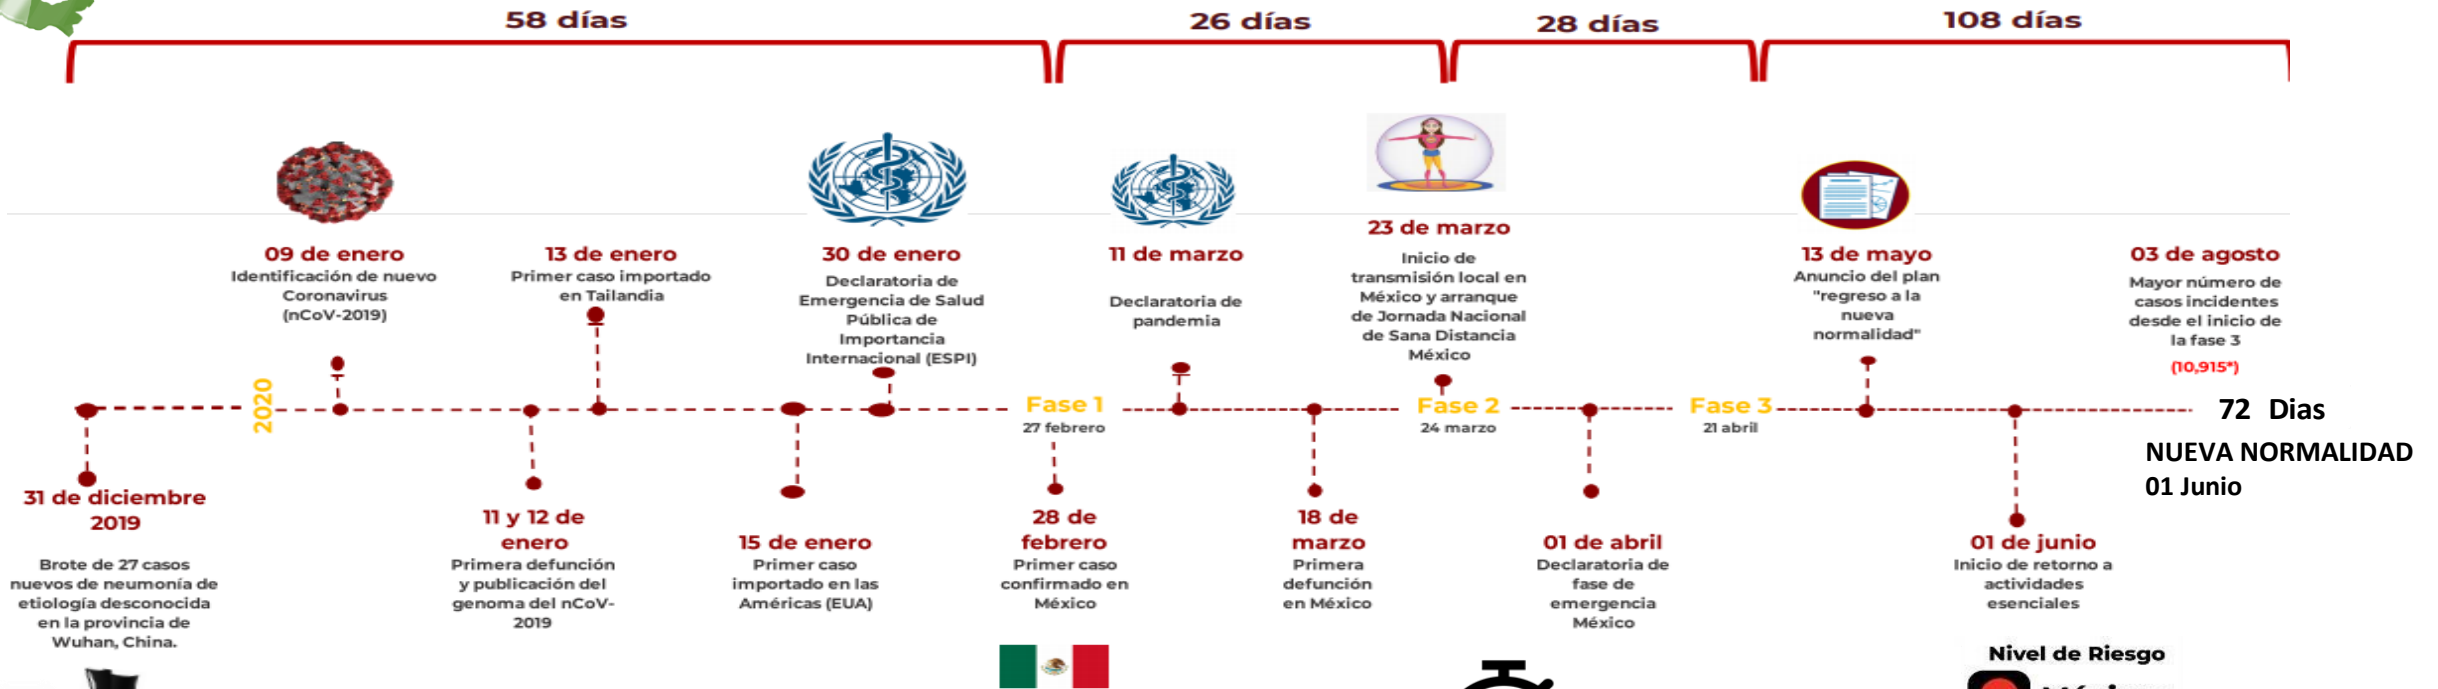 58 días
26 días
28 días
108 días
09 de enero
Identificación de nuevo
Coronavirus
(nCoV-2019)
13 de enero
Primer caso importado
en Tailandia
30 de enero
Declaratoria de
Emergencia de Salud
Pública de
Importancia
Internacional (ESPI)
11 de marzo
Declaratoria de
pandemia
23 de marzo
Inicio de
transmisión local en
México y arranque
de Jornada Nacional
de Sana Distancia
México
13 de mayo
Anuncio del plan
"regreso a la
nueva
normalidad"
03 de agosto
Mayor número de
casos incidentes
desde el inicio de
la fase 3
(10,915*)
2020
Fase 1
27 febrero
Fase 2
24 marzo
Fase 3
21 abril
72 Dias
NUEVA NORMALIDAD
01 Junio
31 de diciembre
2019
Brote de 27 casos
nuevos de neumonía de
etiología desconocida
en la provincia de
Wuhan, China.
11 y 12 de
enero
Primera defunción
y publicación del
genoma del nCoV-
2019
15 de enero
Primer caso
importado en las
Américas (EUA)
28 de
febrero
Primer caso
confirmado en
México
18 de
marzo
Primera
defunción
en México
01 de abril
Declaratoria de
fase de
emergencia
México
01 de junio
Inicio de retorno a
actividades
esenciales
Nivel de Riesgo